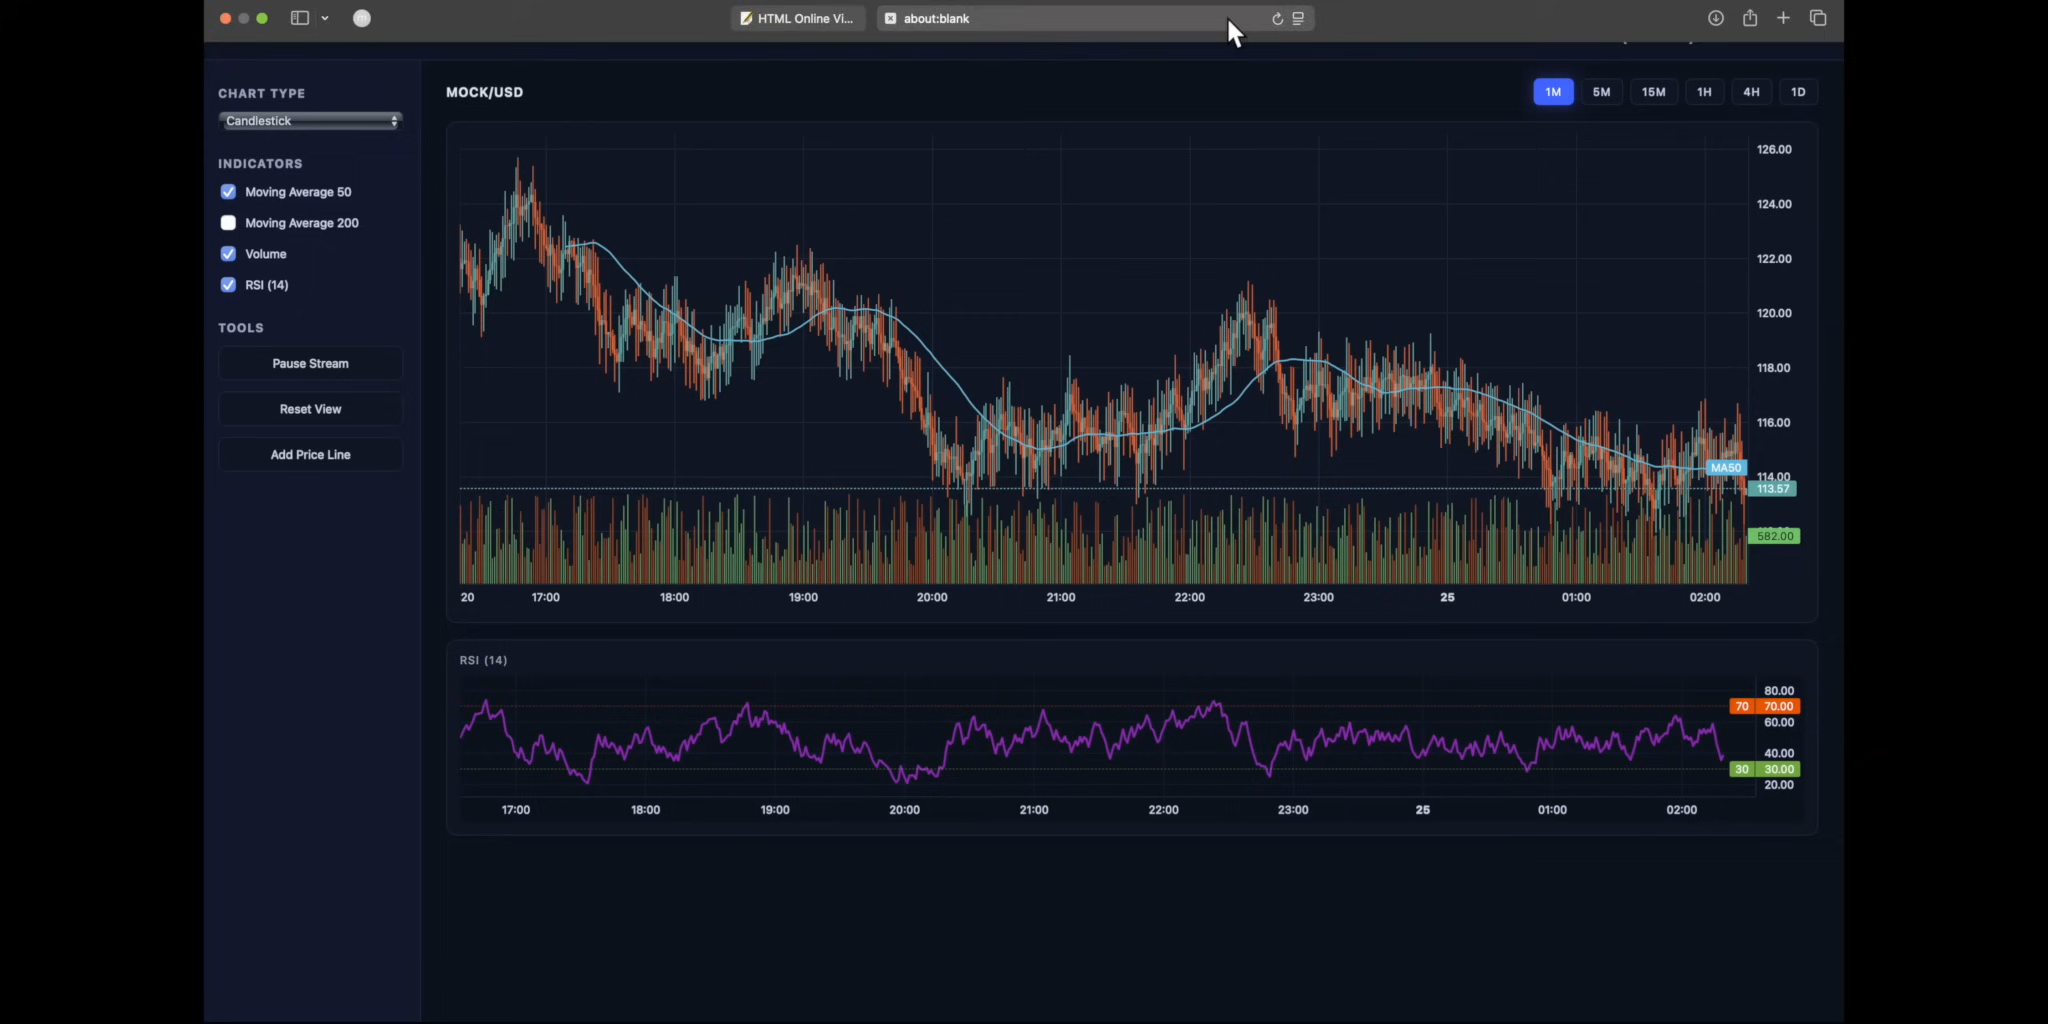 HTML Online Vi...
about:blank
CHART TYPE
Candlestick
INDICATORS
Moving Average 50
Moving Average 200
Volume
RSI (14)
TOOLS
Pause Stream
Reset View
Add Price Line
MOCK/USD
1M 5M 15M 1H 4H 1D
126.00
124.00
122.00
120.00
118.00
116.00
MA50
114.00
113.57
582.00
20 17:00 18:00 19:00 20:00 21:00 22:00 23:00 25 01:00 02:00
RSI (14)
80.00
70 70.00
60.00
40.00
30 30.00
20.00
17:00 18:00 19:00 20:00 21:00 22:00 23:00 25 01:00 02:00